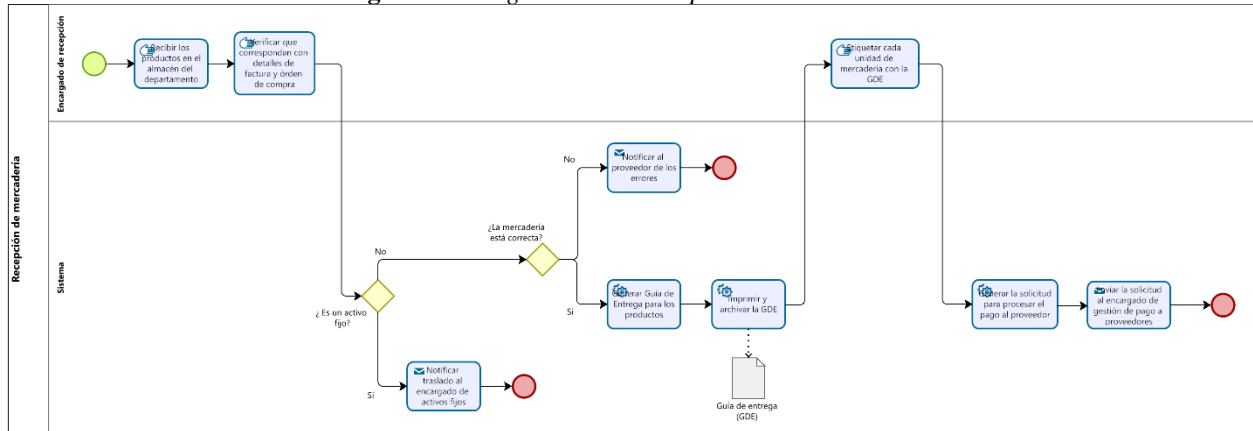 Recepción de mercadería
Encargado de recepción
Recibir los
productos en el
almacén del
departamento
Verificar que
correspondan con
detalles de
factura y órden
de compra
Etiquetar cada
unidad de
mercadería con la
GDE
Sistema
¿ Es un activo
fijo?
No
Si
Notificar
traslado al
encargado de
activos fijos
¿La mercadería
está correcta?
No
Notificar al
proveedor de los
errores
Si
Generar Guía de
Entrega para los
productos
Imprimir y
archivar la GDE
Guía de entrega
(GDE)
Generar la solicitud
para procesar el
pago al proveedor
Enviar la solicitud
al encargado de
gestión de pago a
proveedores